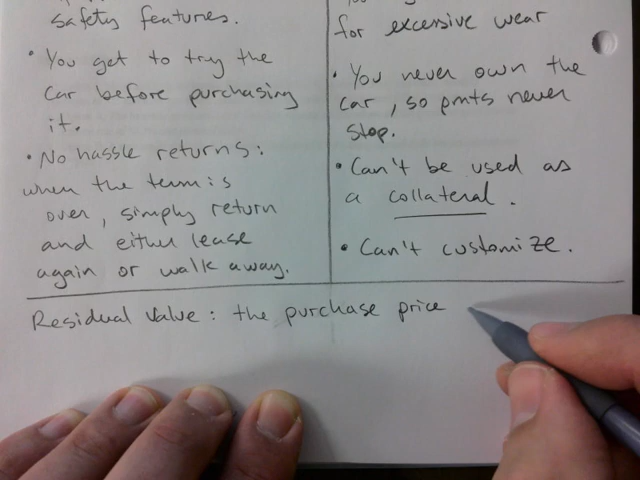 safety features.
• You get to try the
car before purchasing
it.
• No hassle returns:
when the term is
over, simply return
and either lease
again or walk away.
for excessive wear
• You never own the
car, so pmts never
stop.
• Can't be used as
a collateral.
• Can't customize.
Residual Value: the purchase price